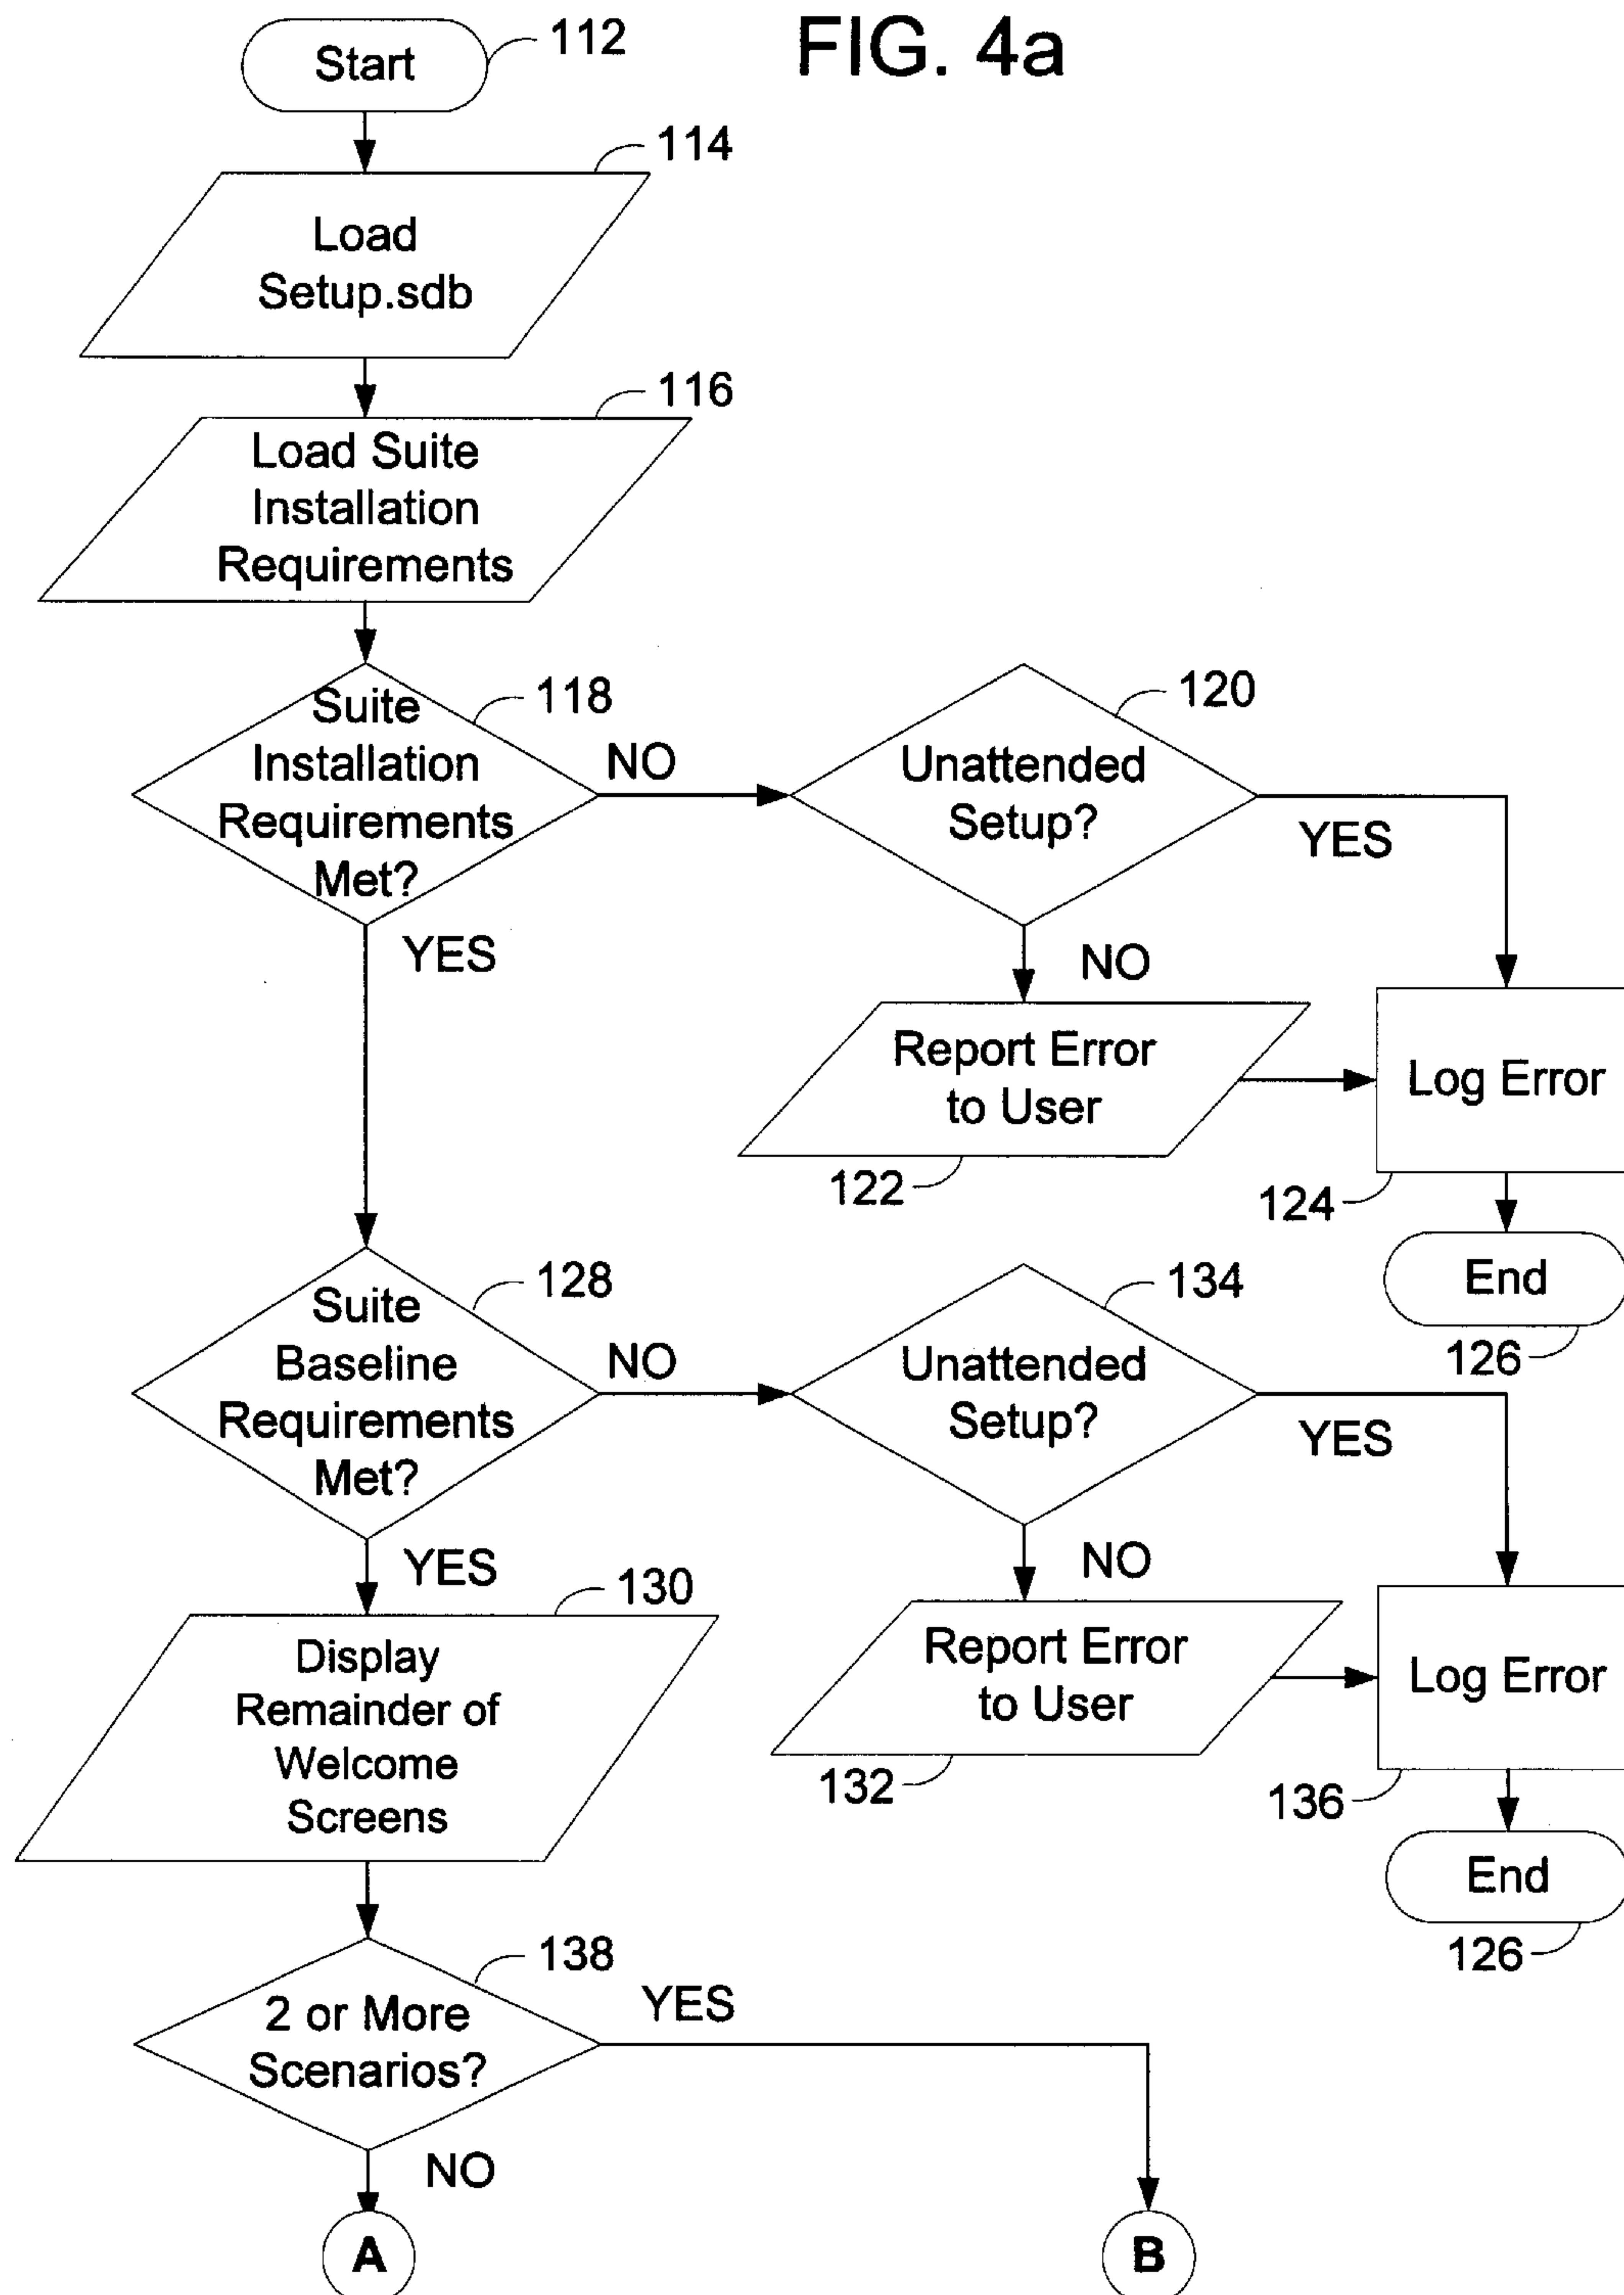 FIG. 4a
Start
112
114
Load
Setup.sdb
116
Load Suite
Installation
Requirements
118
Suite
Installation
Requirements
Met?
NO
YES
120
Unattended
Setup?
YES
NO
Report Error
to User
122
Log Error
124
End
126
128
Suite
Baseline
Requirements
Met?
NO
YES
134
Unattended
Setup?
YES
NO
Report Error
to User
132
Log Error
136
End
126
130
Display
Remainder of
Welcome
Screens
138
2 or More
Scenarios?
YES
NO
A
B